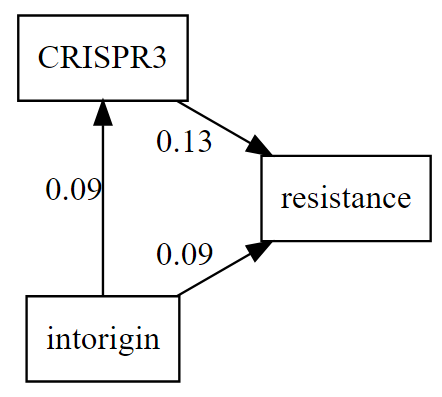 CRISPR3
0.13
0.09
resistance
0.09
intorigin